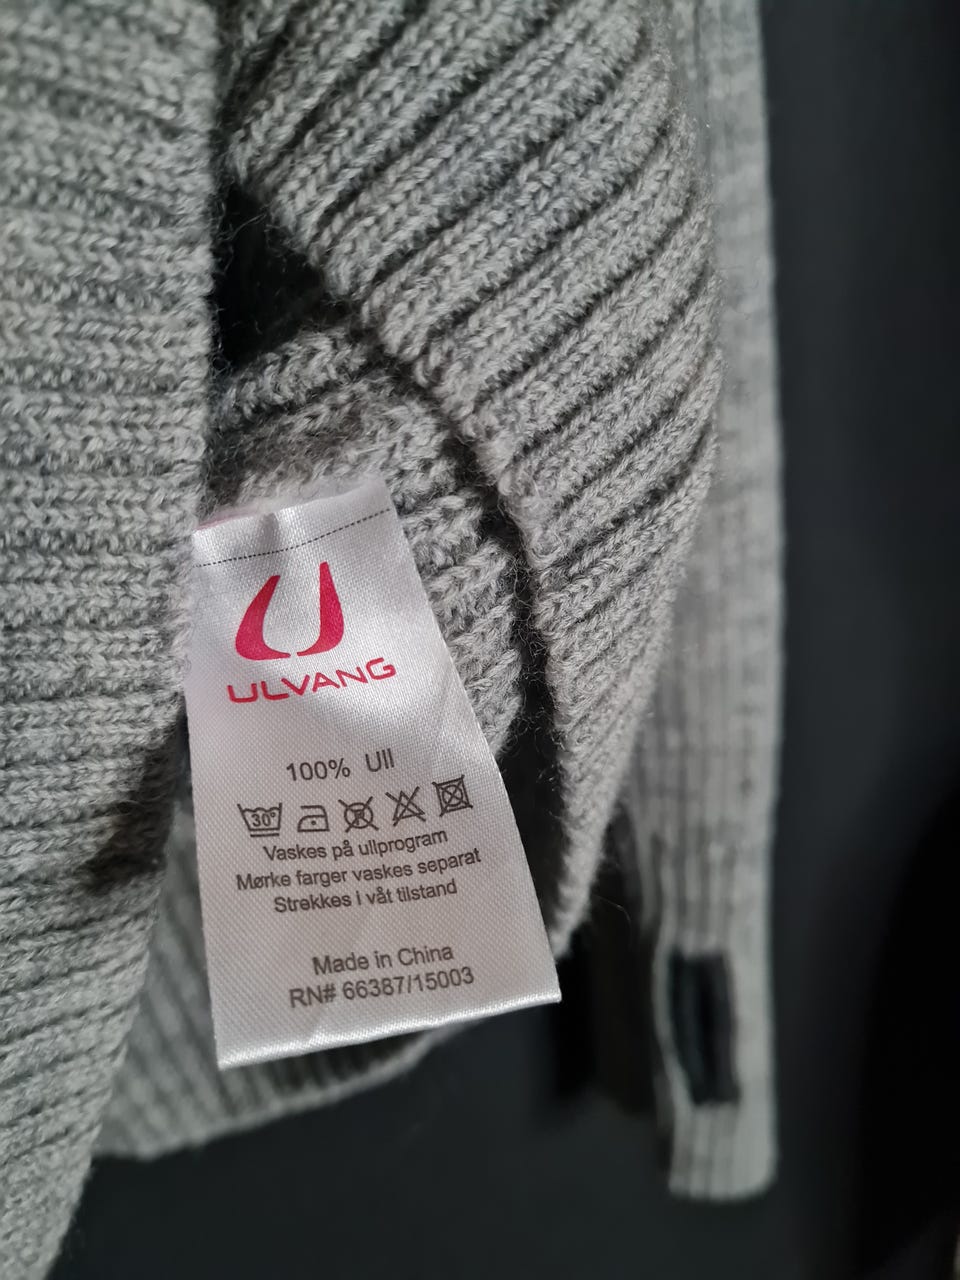 ULVANG
100% Ull
30°
Vaskes på ullprogram
Mørke farger vaskes separat
Strekkes i våt tilstand
Made in China
RN# 66387/15003